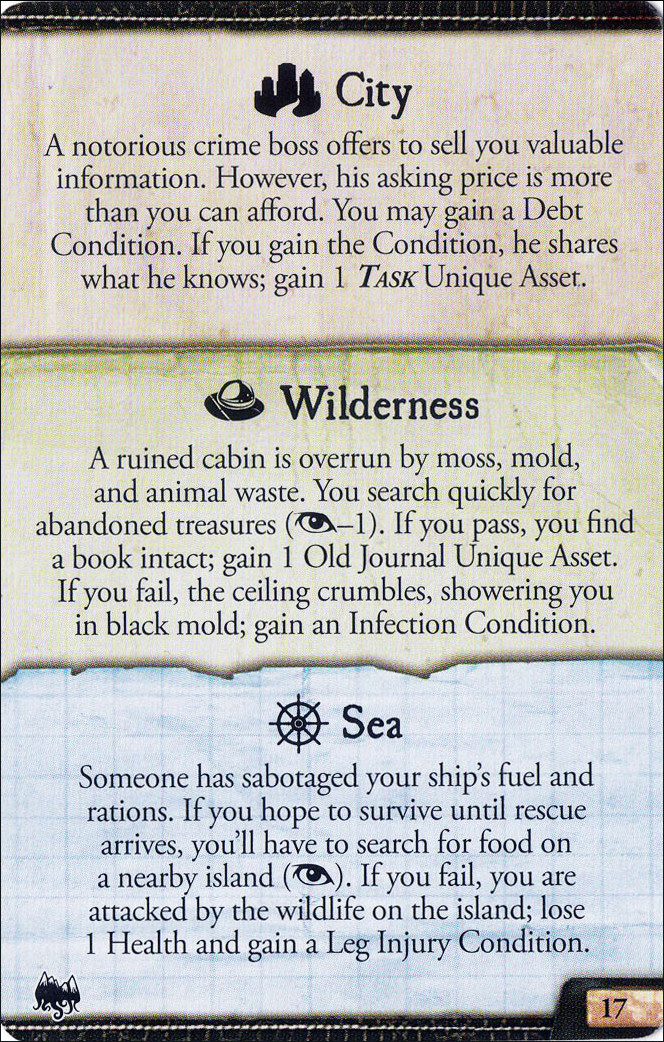 City
A notorious crime boss offers to sell you valuable
information. However, his asking price is more
than you can afford. You may gain a Debt
Condition. If you gain the Condition, he shares
what he knows; gain 1 TASK Unique Asset.
Wilderness
A ruined cabin is overrun by moss, mold,
and animal waste. You search quickly for
abandoned treasures (–1). If you pass, you find
a book intact; gain 1 Old Journal Unique Asset.
If you fail, the ceiling crumbles, showering you
in black mold; gain an Infection Condition.
Sea
Someone has sabotaged your ship’s fuel and
rations. If you hope to survive until rescue
arrives, you’ll have to search for food on
a nearby island (). If you fail, you are
attacked by the wildlife on the island; lose
1 Health and gain a Leg Injury Condition.
17